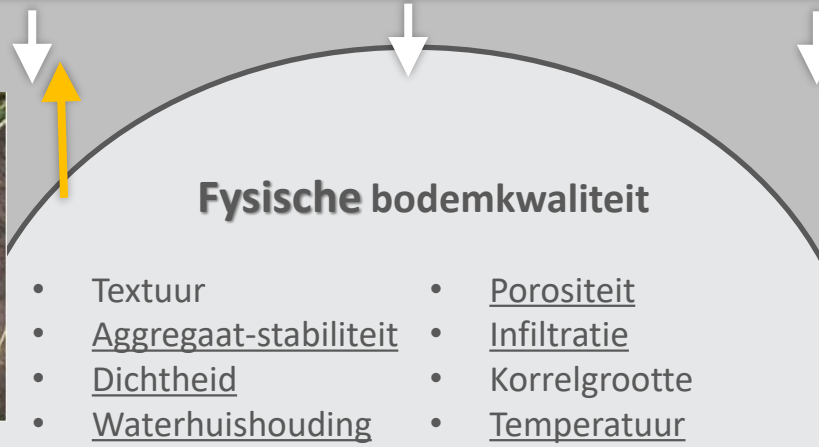 Fysische bodemkwaliteit
• Textuur
• Aggregaat-stabiliteit
• Dichtheid
• Waterhuishouding
• Porositeit
• Infiltratie
• Korrelgrootte
• Temperatuur